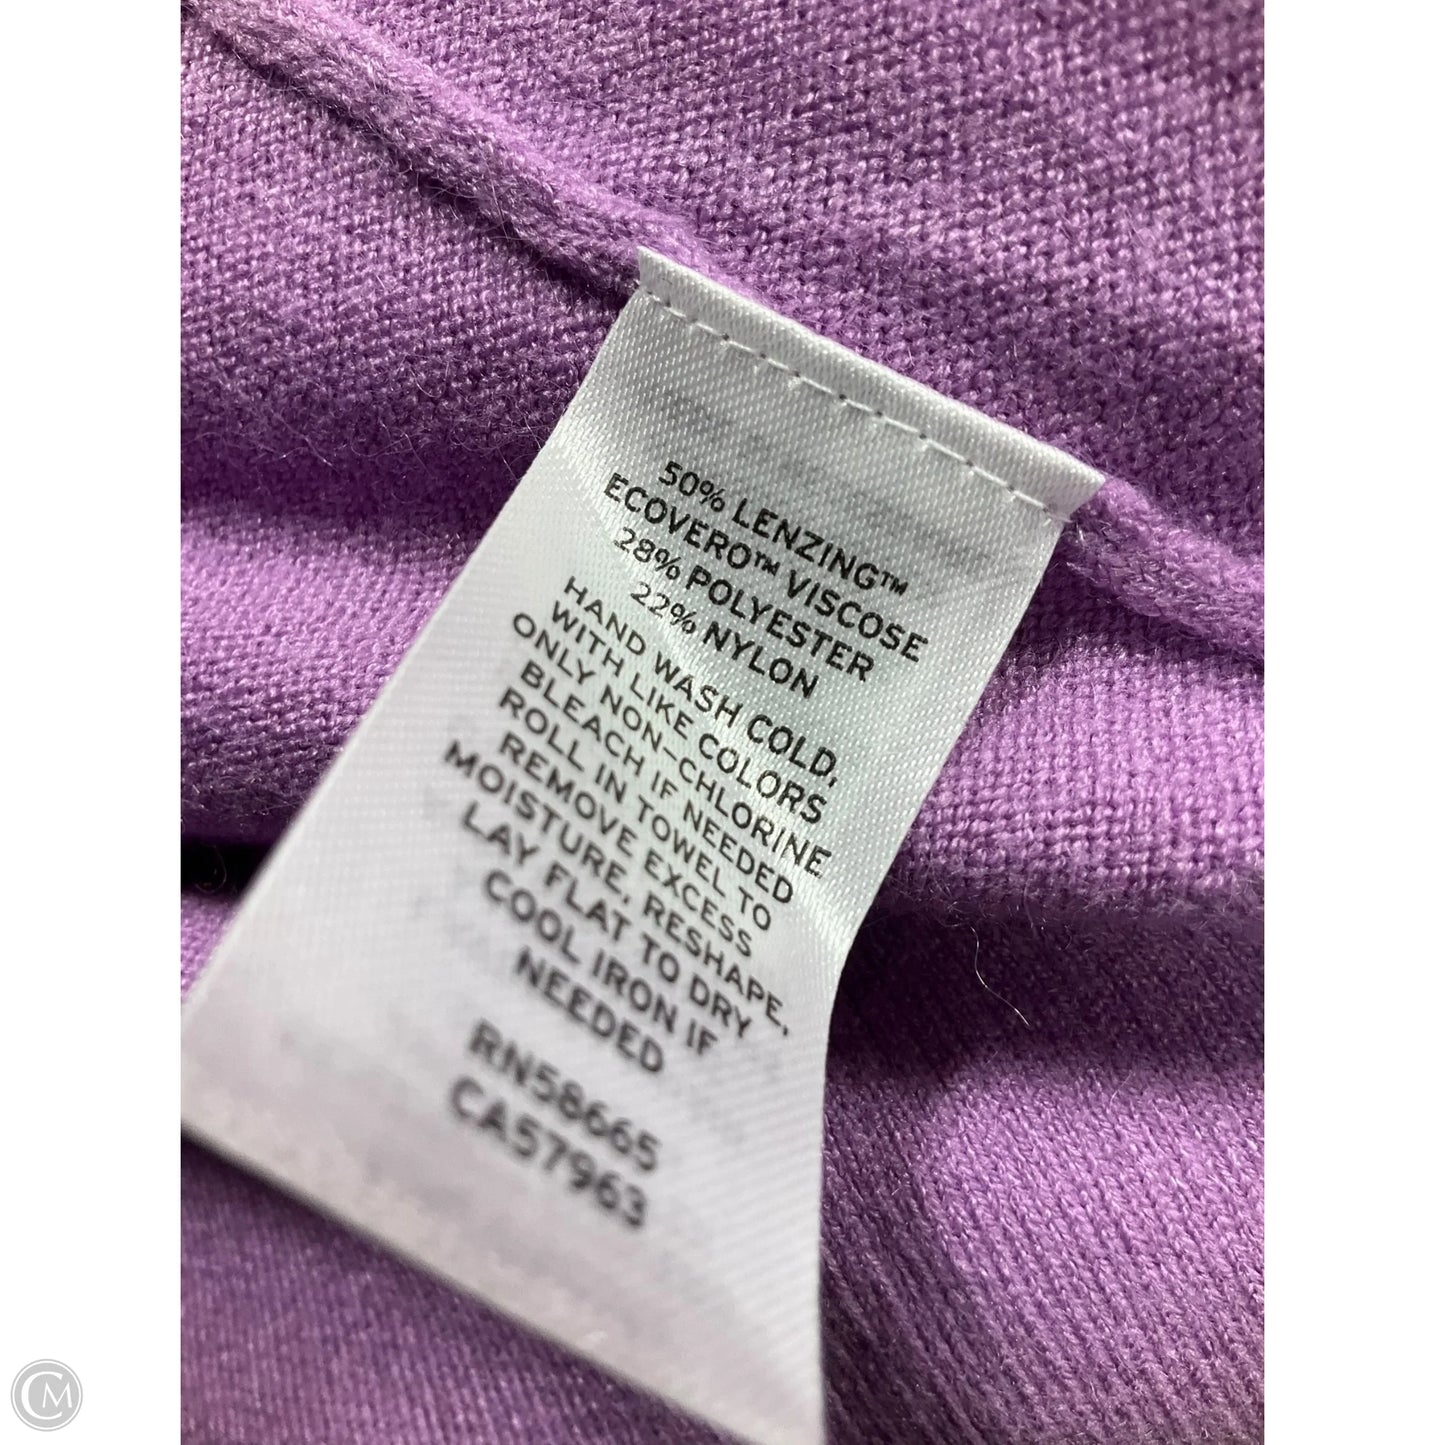 50% LENZING™
ECOVERO™ VISCOSE
28% POLYESTER
22% NYLON
HAND WASH COLD,
WITH LIKE COLORS
ONLY NON-CHLORINE
BLEACH IF NEEDED
ROLL IN TOWEL TO
REMOVE EXCESS
MOISTURE, RESHAPE,
LAY FLAT TO DRY
COOL IRON IF
NEEDED
RN58665
CA57963
CM